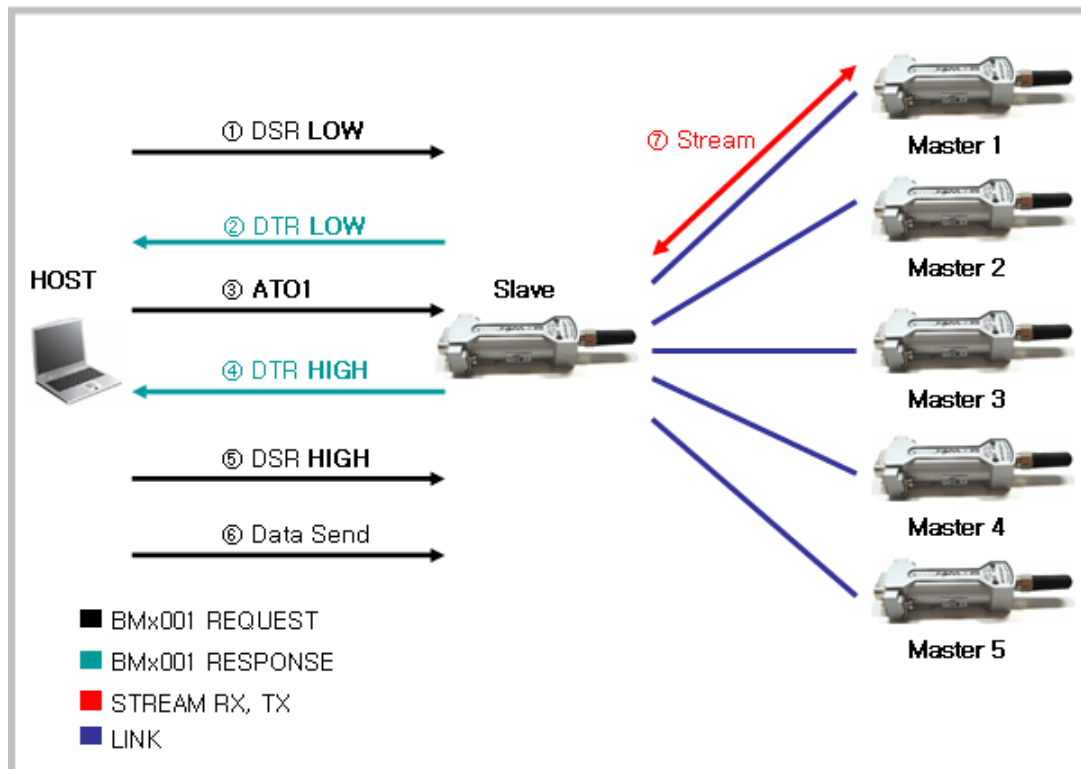 ① DSR LOW
② DTR LOW
③ ATO1
④ DTR HIGH
⑤ DSR HIGH
⑥ Data Send
HOST
Slave
⑦ Stream
Master 1
Master 2
Master 3
Master 4
Master 5
BMx001 REQUEST
BMx001 RESPONSE
STREAM RX, TX
LINK